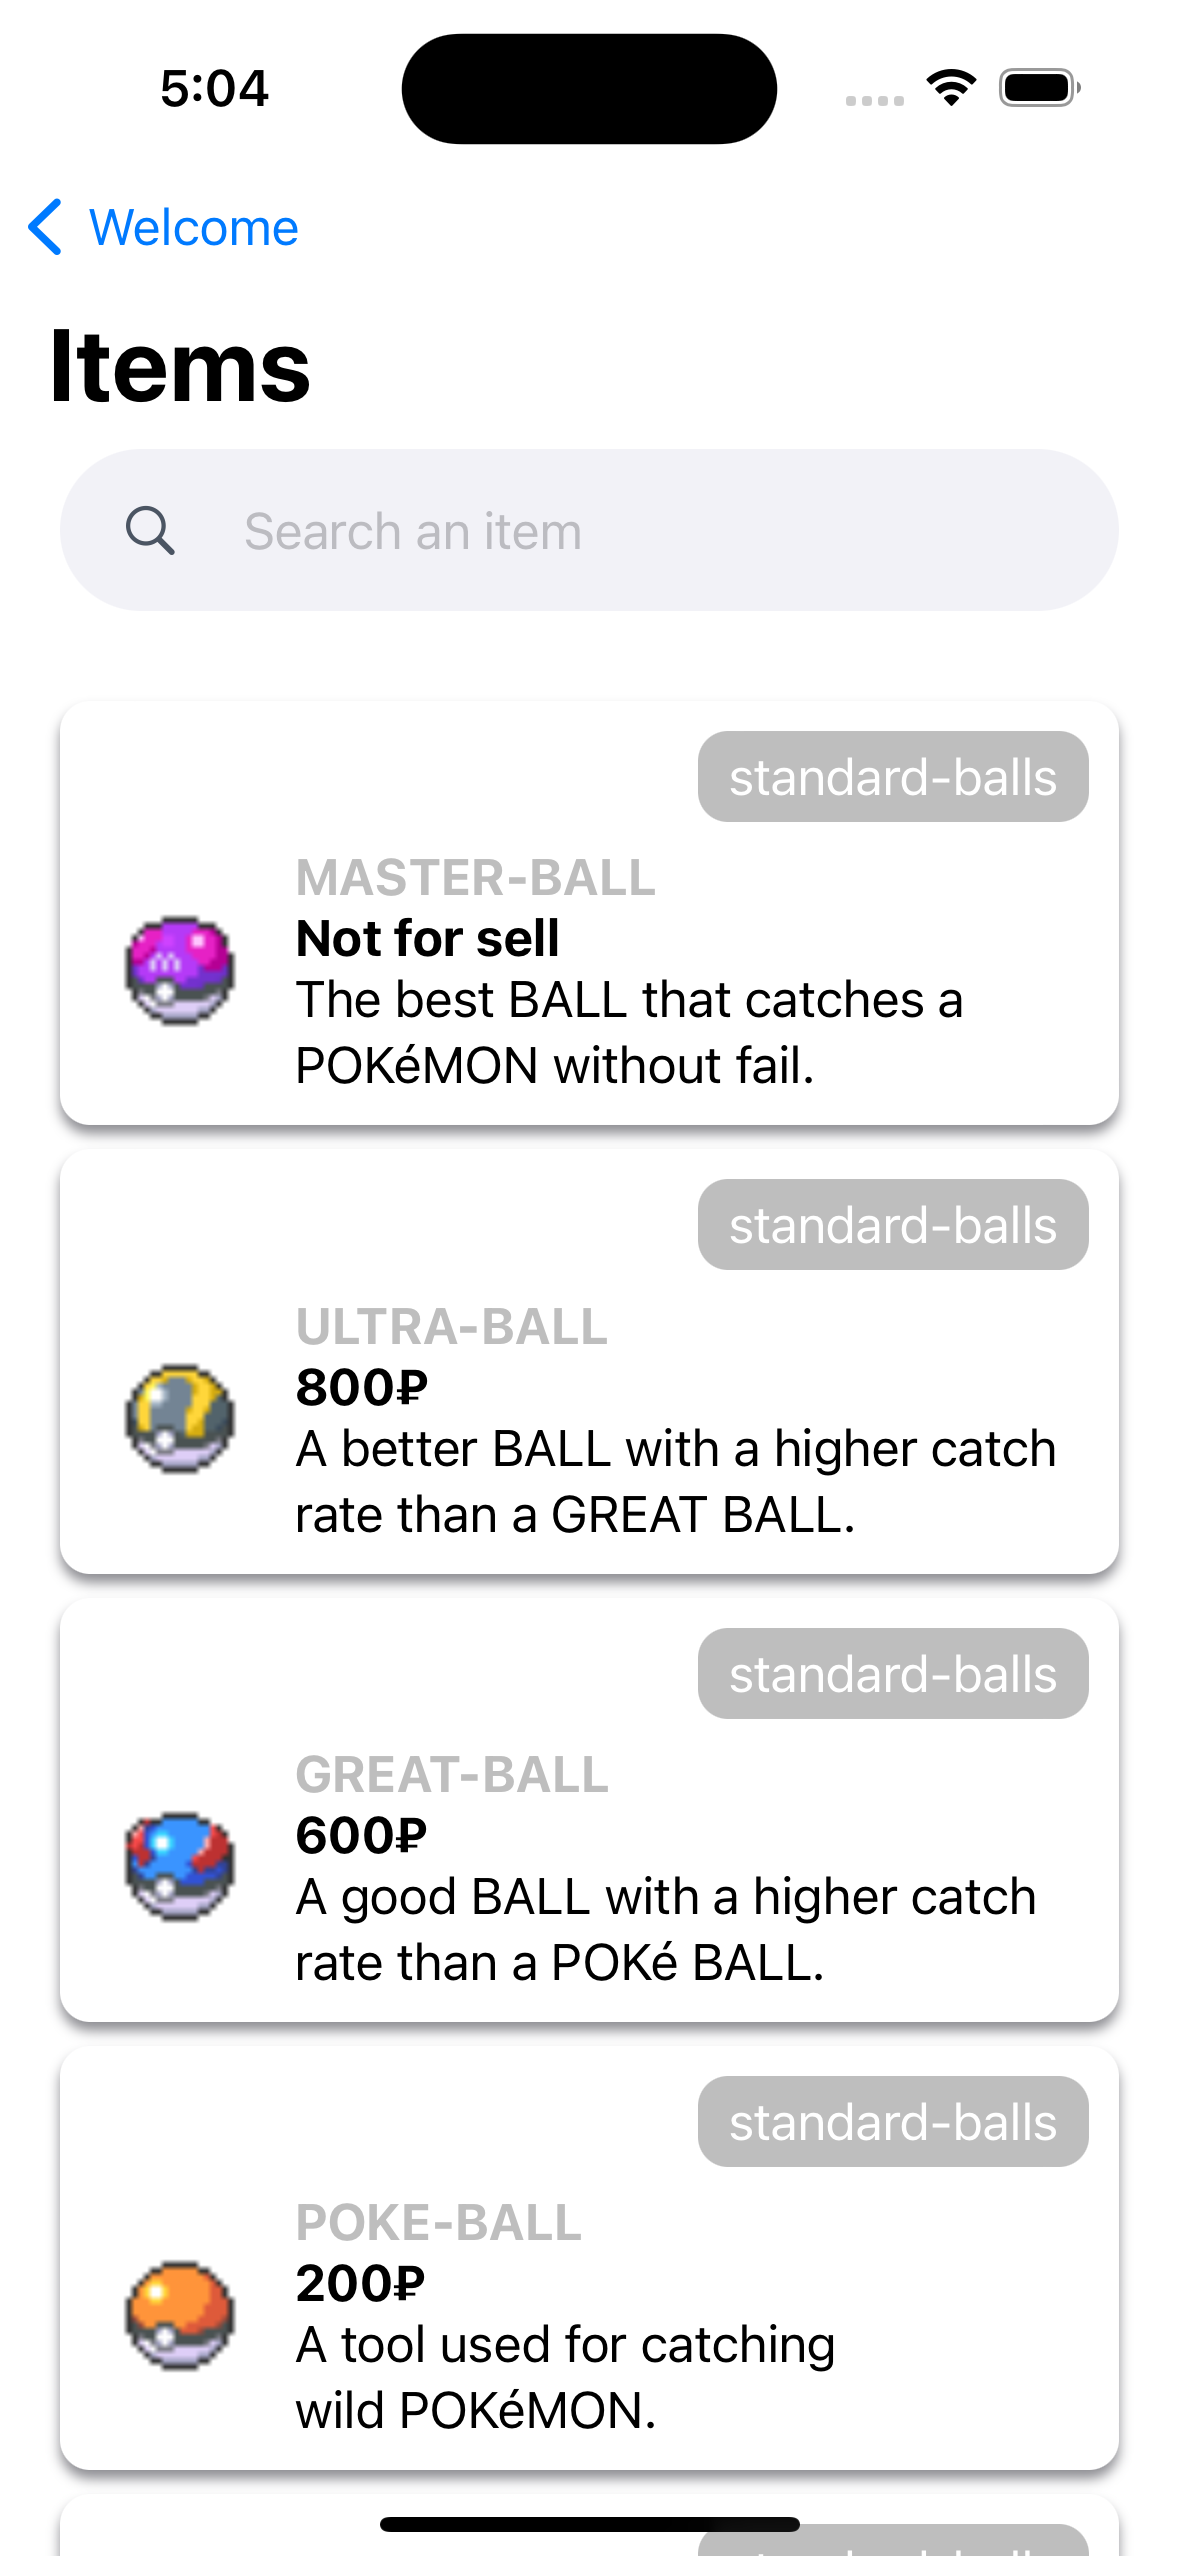 5:04
Welcome
Items
Search an item
standard-balls
MASTER-BALL
Not for sell
The best BALL that catches a
POKéMON without fail.
standard-balls
ULTRA-BALL
800₽
A better BALL with a higher catch
rate than a GREAT BALL.
standard-balls
GREAT-BALL
600₽
A good BALL with a higher catch
rate than a POKé BALL.
standard-balls
POKE-BALL
200₽
A tool used for catching
wild POKéMON.